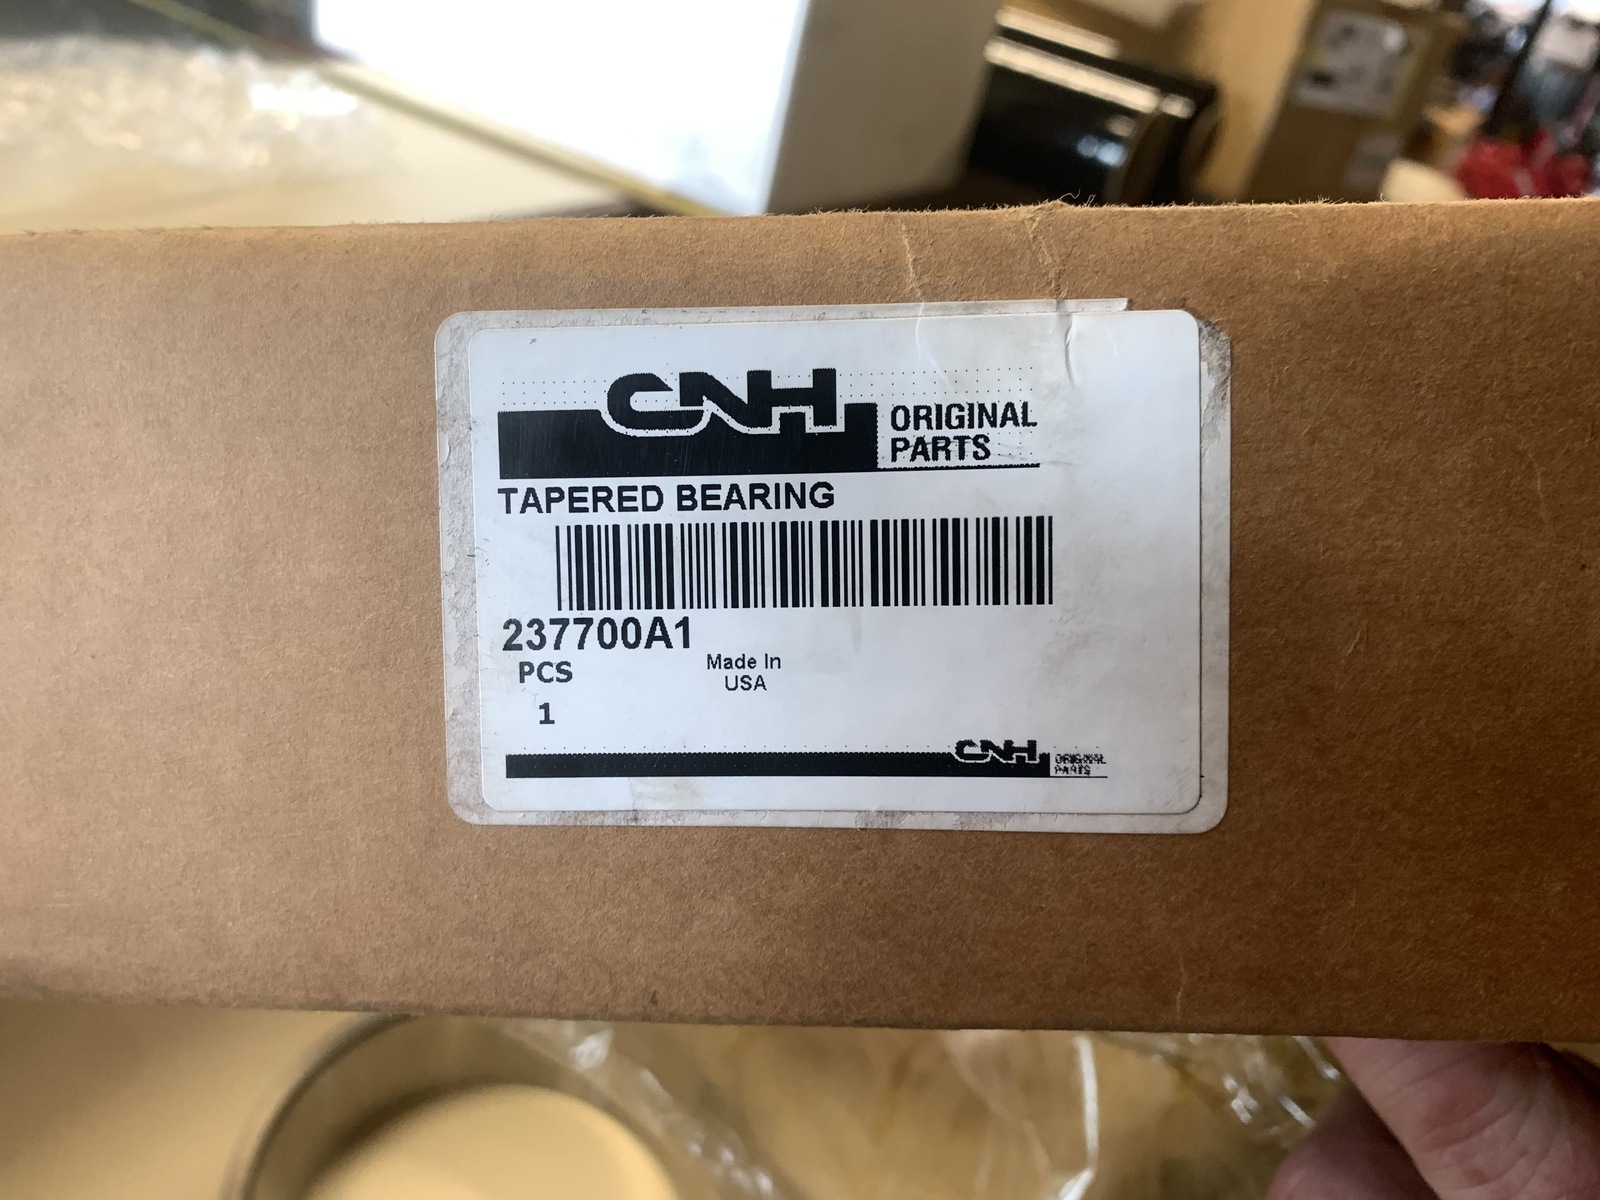 CNH ORIGINAL
PARTS
TAPERED BEARING
237700A1
PCS
Made In
USA
1
CNH ORIGINAL
PARTS